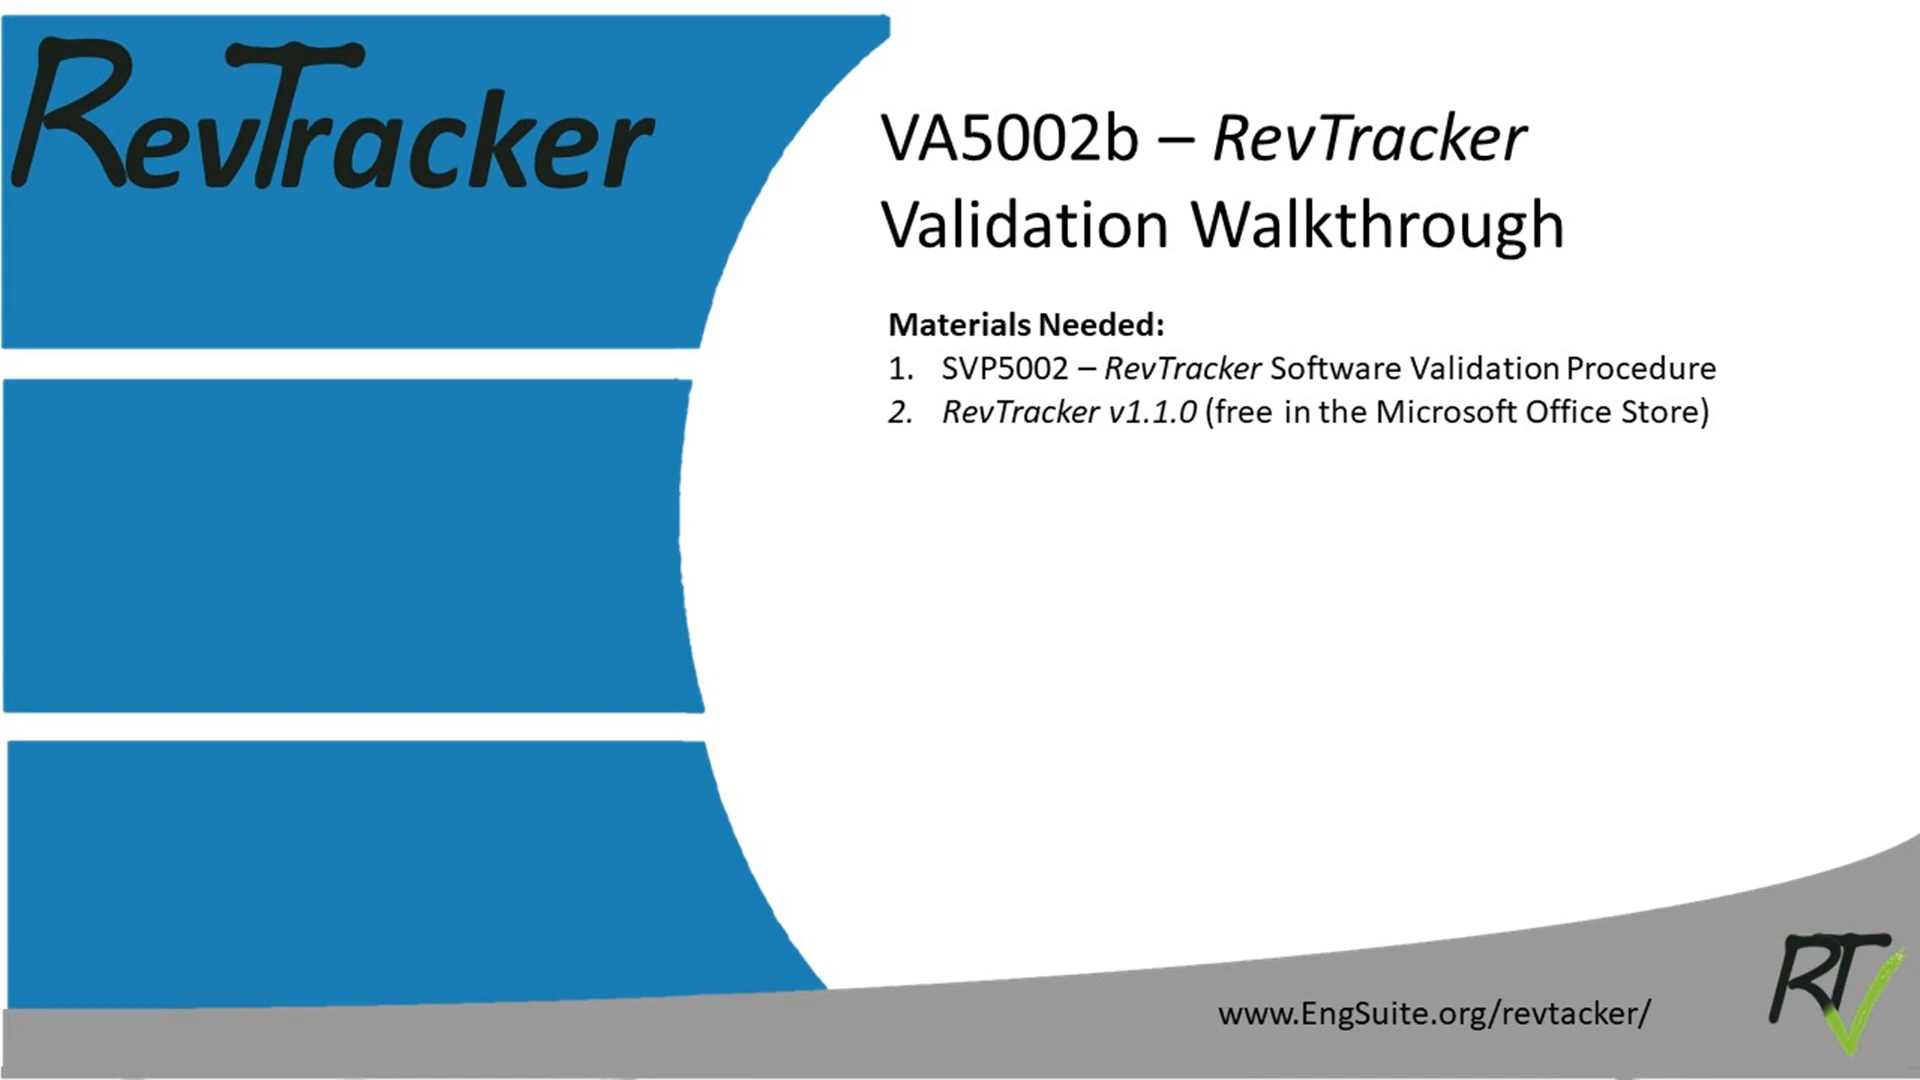 RevTracker
VA5002b – RevTracker
Validation Walkthrough
Materials Needed:
1. SVP5002 – RevTracker Software Validation Procedure
2. RevTracker v1.1.0 (free in the Microsoft Office Store)
www.EngSuite.org/revtacker/
RT